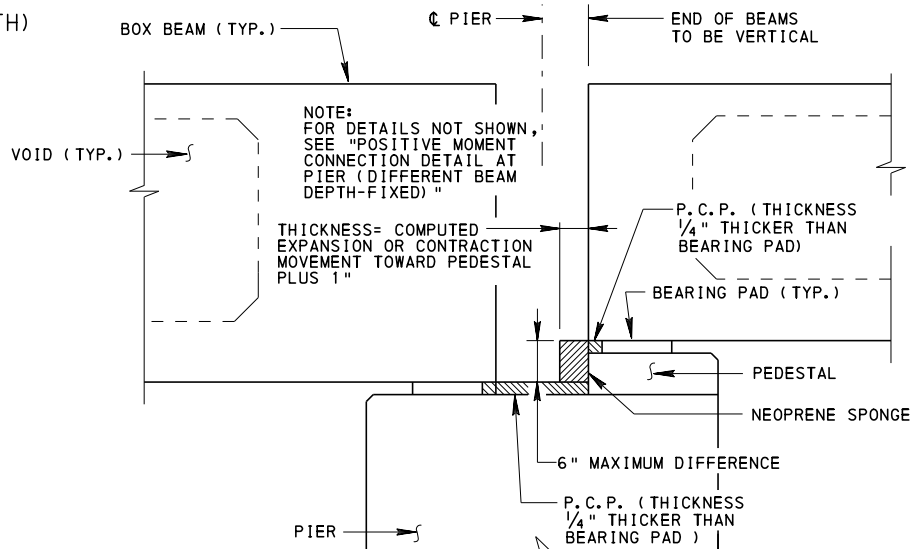 TH)
BOX BEAM (TYP.)
℄ PIER
END OF BEAMS
TO BE VERTICAL
NOTE:
FOR DETAILS NOT SHOWN,
SEE "POSITIVE MOMENT
CONNECTION DETAIL AT
PIER (DIFFERENT BEAM
DEPTH-FIXED)"
VOID (TYP.)
THICKNESS= COMPUTED
EXPANSION OR CONTRACTION
MOVEMENT TOWARD PEDESTAL
PLUS 1"
P.C.P. (THICKNESS
1/4" THICKER THAN
BEARING PAD)
BEARING PAD (TYP.)
PEDESTAL
NEOPRENE SPONGE
6" MAXIMUM DIFFERENCE
P.C.P. (THICKNESS
1/4" THICKER THAN
BEARING PAD )
PIER